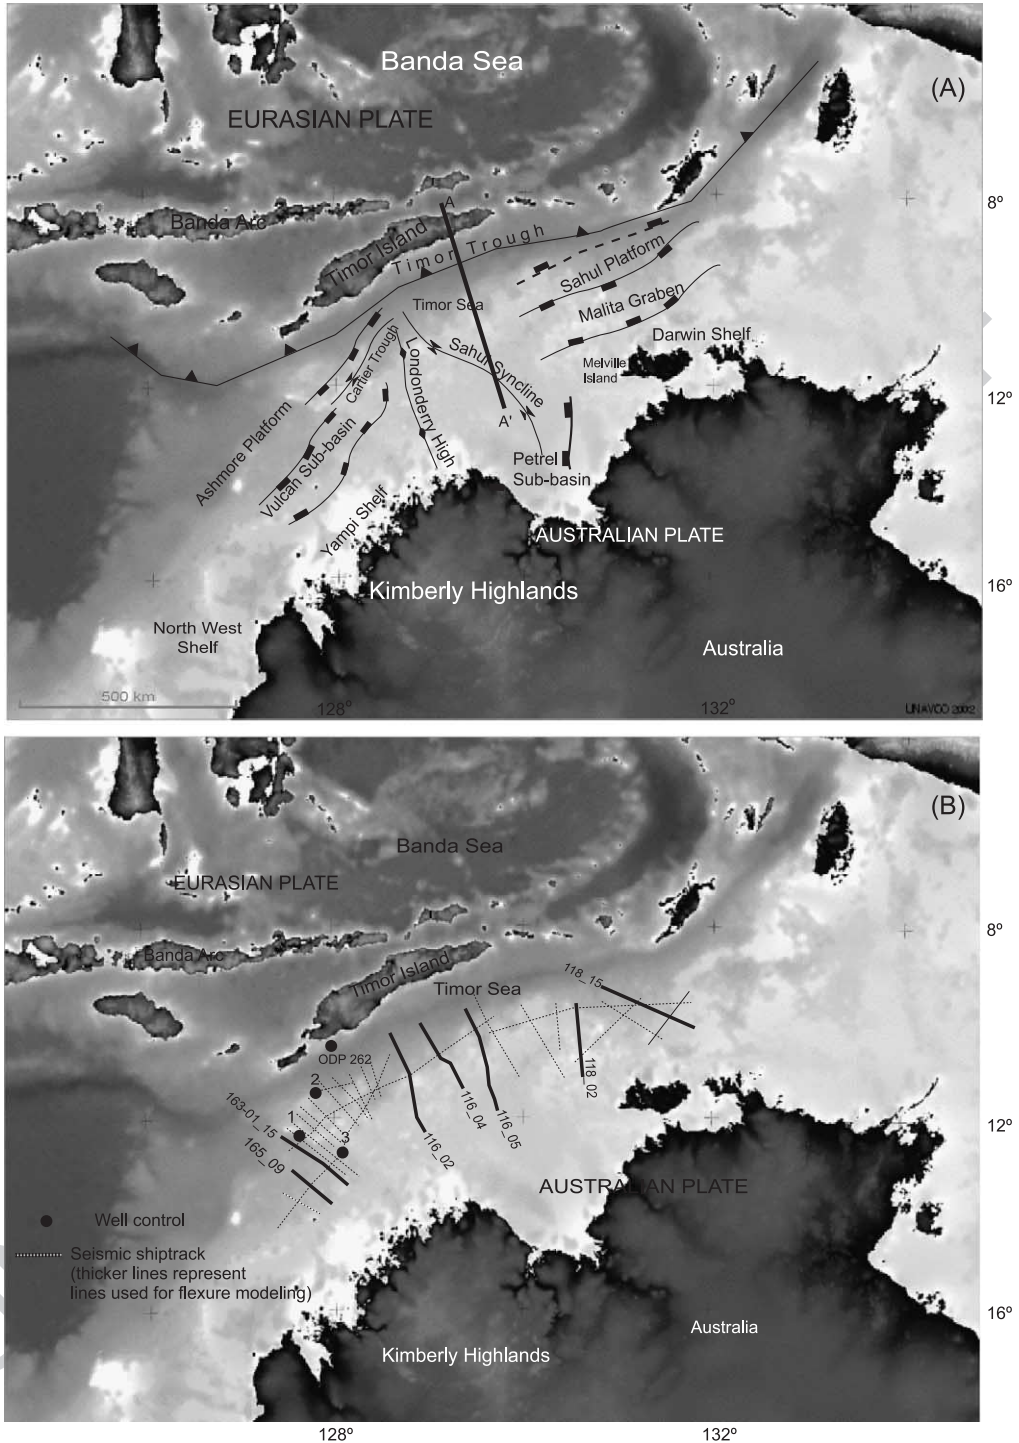 Banda Sea
(A)
EURASIAN PLATE
8º
A
Banda Arc
Timor Island
Timor Trough
Sahul Platform
Malita Graben
Timor Sea
Darwin Shelf
Sahul Syncline
Melville
Island
Cartier Trough
Londonderry High
12º
A'
Ashmore Platform
Vulcan Sub-basin
Petrel
Sub-basin
Yampi Shelf
AUSTRALIAN PLATE
16º
Kimberly Highlands
North West
Shelf
Australia
500 km
128º
132º
UNAVCO 2002
(B)
Banda Sea
EURASIAN PLATE
8º
Banda Arc
Timor Island
118_15
Timor Sea
ODP 262
118_02
2
163-01_15
1
116_04
116_05
12º
3
116_02
165_09
AUSTRALIAN PLATE
Well control
Seismic shiptrack
(thicker lines represent
lines used for flexure modeling)
16º
Australia
Kimberly Highlands
128º
132º